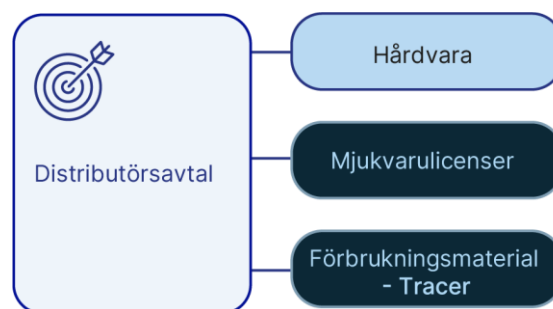 Distributörsavtal
Hårdvara
Mjukvarulicenser
Förbrukningsmaterial
- Tracer